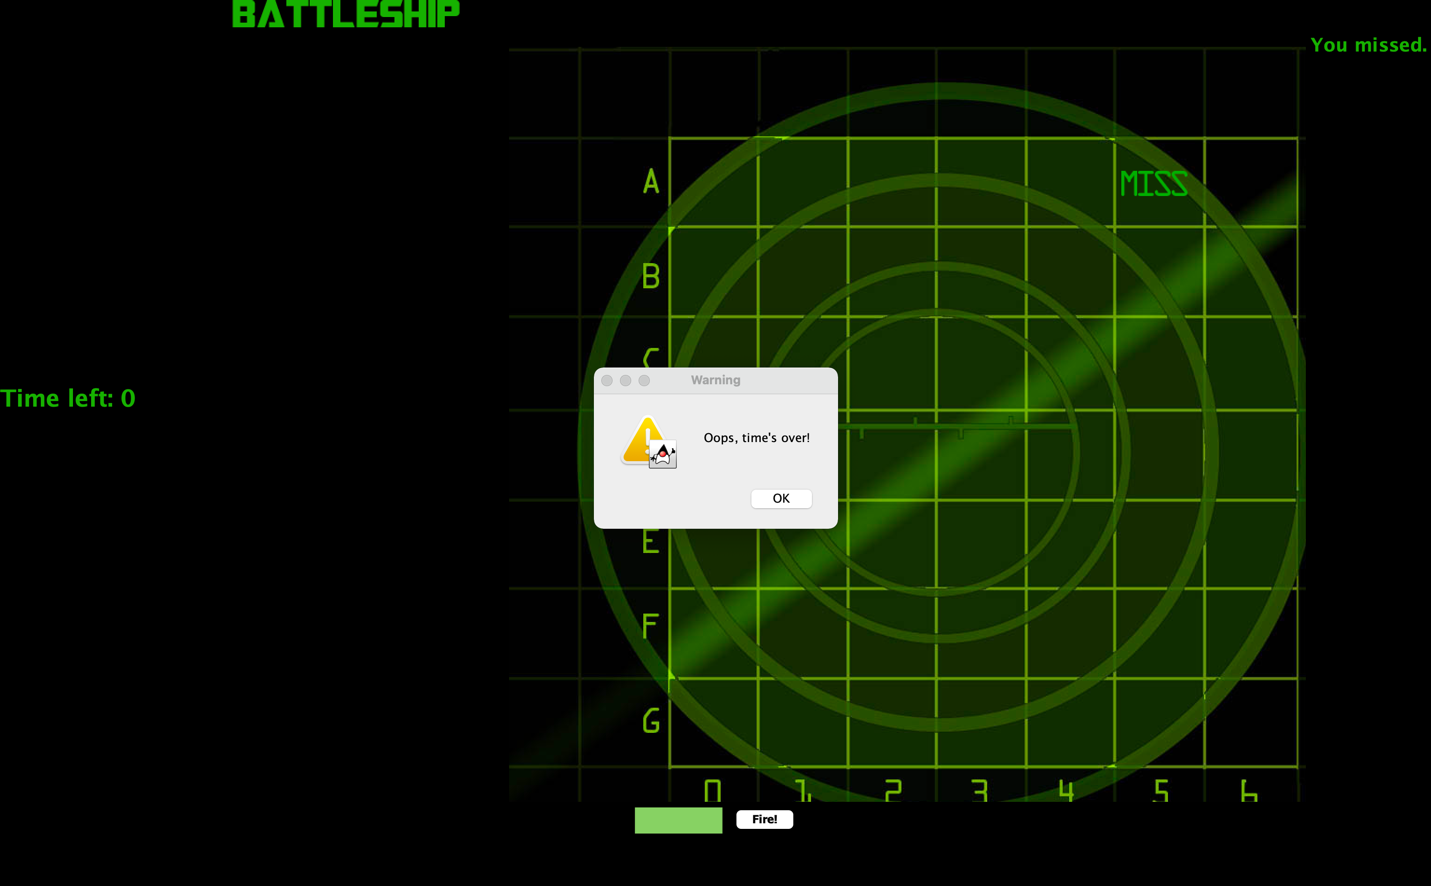 BATTLESHIP
You missed.
A
MISS
B
C
Time left: 0
Warning
Oops, time's over!
OK
E
F
G
0 1 2 3 4 5 6
Fire!